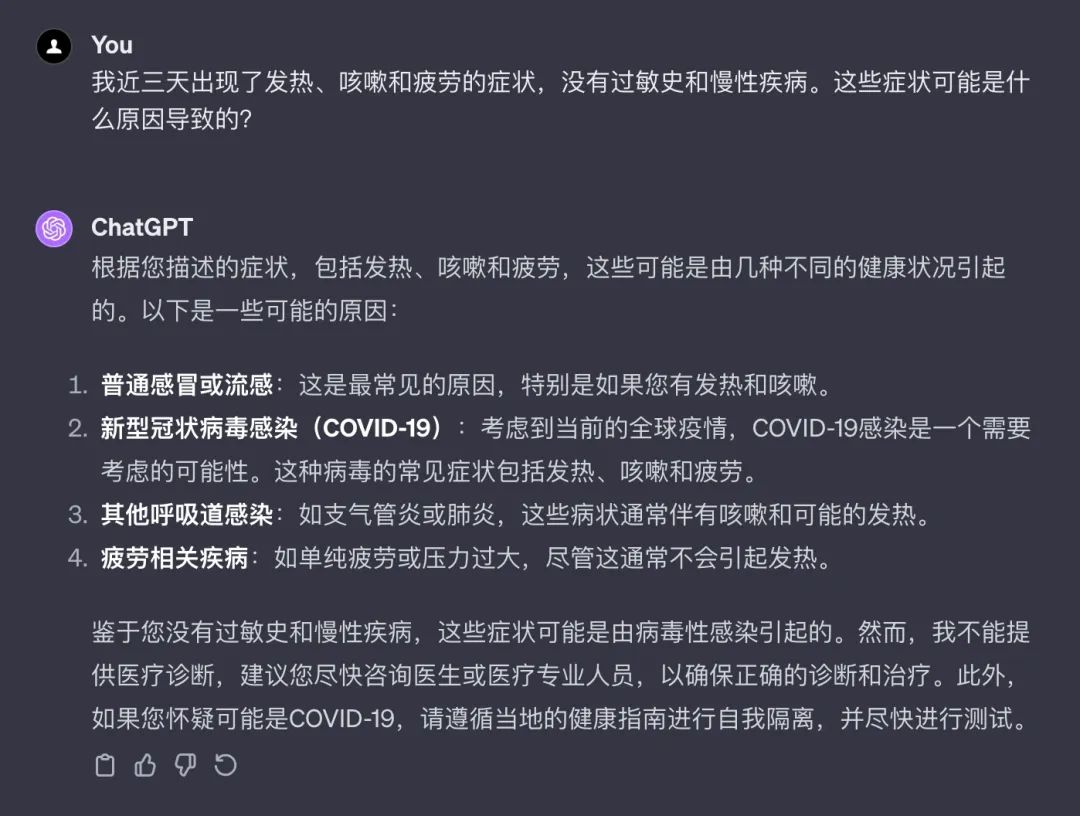 You
我近三天出现了发热、咳嗽和疲劳的症状，没有过敏史和慢性疾病。这些症状可能是什
么原因导致的？
ChatGPT
根据您描述的症状，包括发热、咳嗽和疲劳，这些可能是由几种不同的健康状况引起
的。以下是一些可能的原因：
1. 普通感冒或流感：这是最常见的原因，特别是如果您有发热和咳嗽。
2. 新型冠状病毒感染（COVID-19）：考虑到当前的全球疫情，COVID-19感染是一个需要
考虑的可能性。这种病毒的常见症状包括发热、咳嗽和疲劳。
3. 其他呼吸道感染：如支气管炎或肺炎，这些病状通常伴有咳嗽和可能的发热。
4. 疲劳相关疾病：如单纯疲劳或压力过大，尽管这通常不会引起发热。
鉴于您没有过敏史和慢性疾病，这些症状可能是由病毒性感染引起的。然而，我不能提
供医疗诊断，建议您尽快咨询医生或医疗专业人员，以确保正确的诊断和治疗。此外，
如果您怀疑可能是COVID-19，请遵循当地的健康指南进行自我隔离，并尽快进行测试。